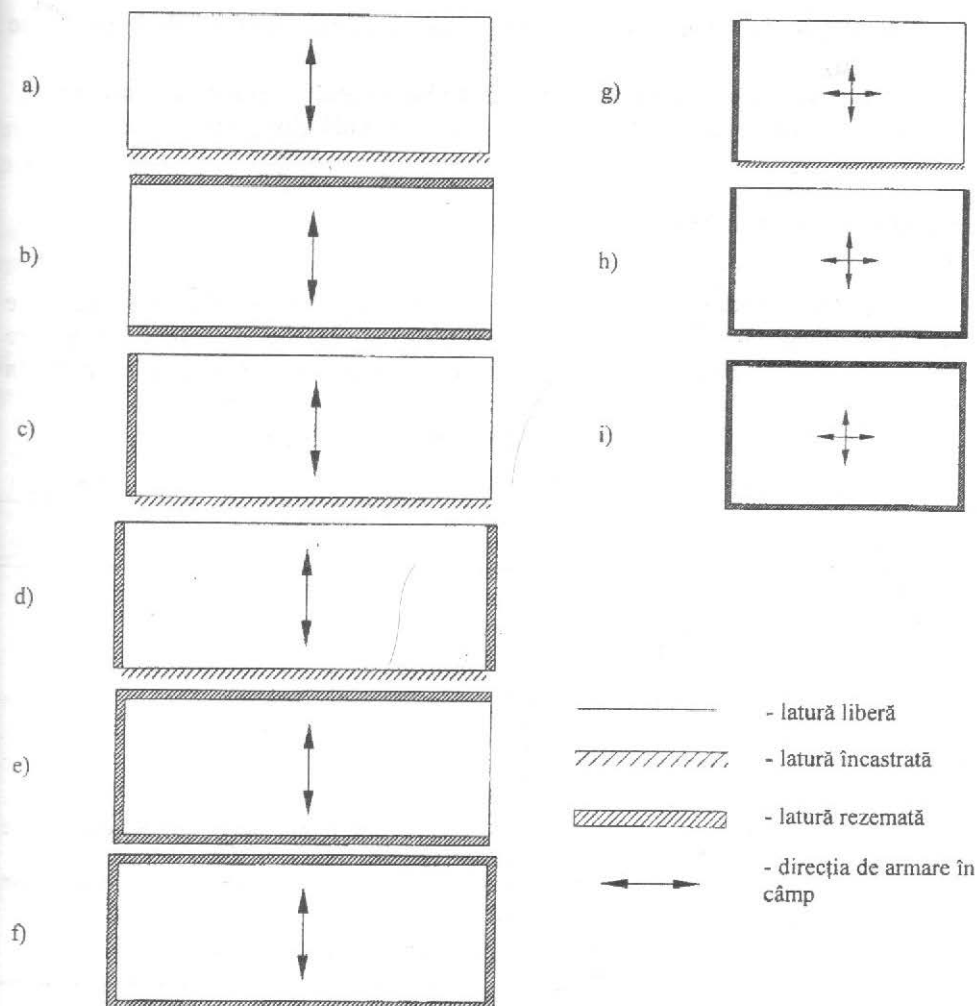 a)
b)
c)
d)
e)
f)
g)
h)
i)
- latură liberă
- latură încastrată
- latură rezemată
- direcția de armare în
câmp